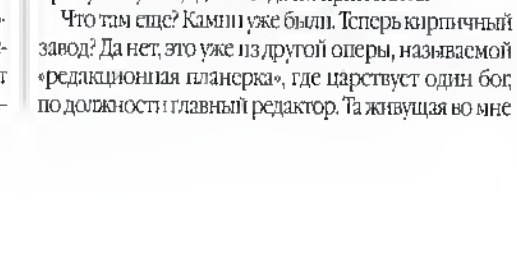 Что там еще? Камни уже были. Теперь кирпичный
завод? Да нет, это уже из другой оперы, называемой
«редакционная планерка», где царствует один бог,
по должности главный редактор. Та живущая во мне